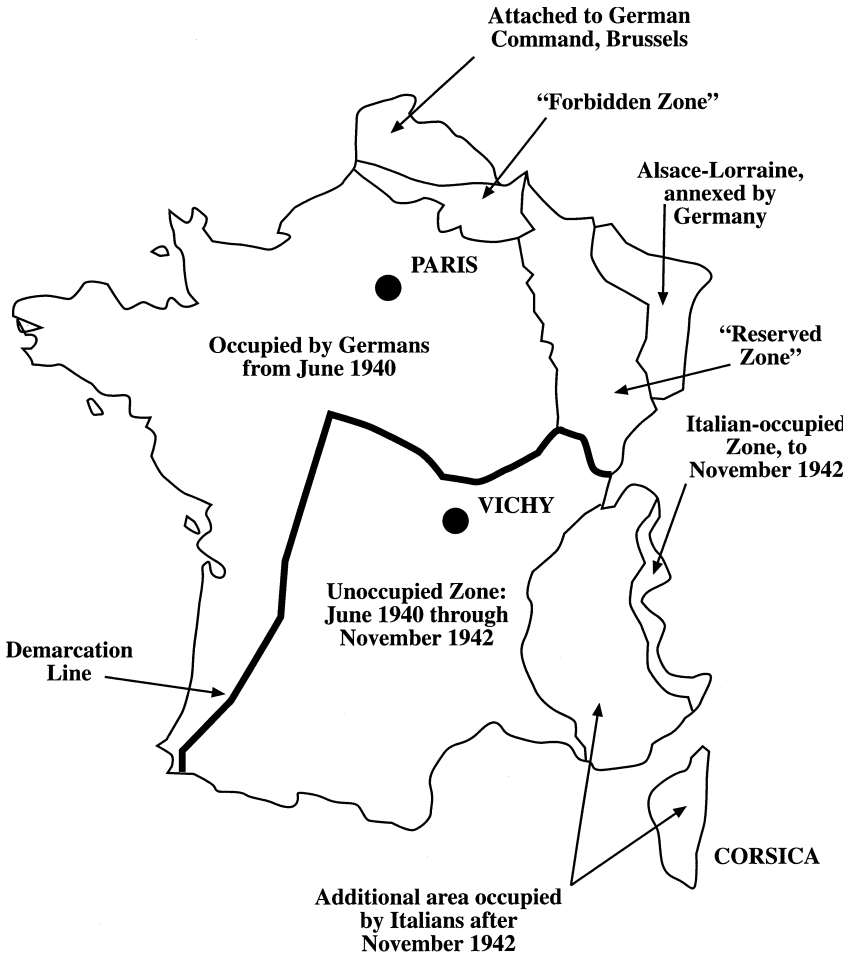 Attached to German
Command, Brussels
“Forbidden Zone”
Alsace-Lorraine,
annexed by
Germany
PARIS
Occupied by Germans
from June 1940
“Reserved
Zone”
Italian-occupied
Zone, to
November 1942
VICHY
Unoccupied Zone:
June 1940 through
November 1942
Demarcation
Line
CORSICA
Additional area occupied
by Italians after
November 1942